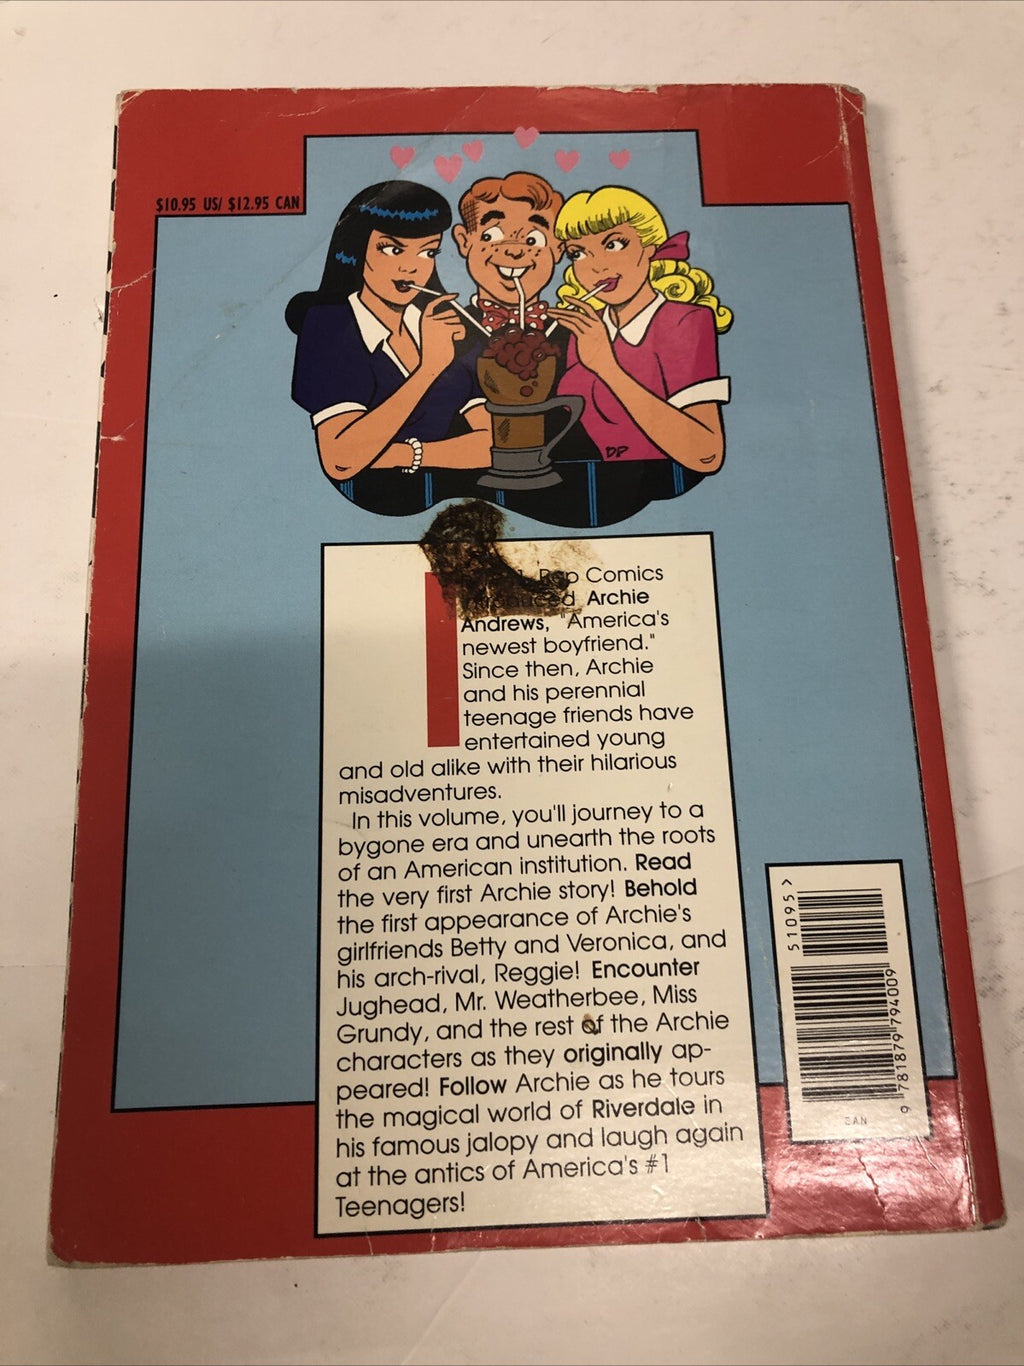 $10.95 US/ $12.95 CAN
DP
I
Pep Comics
Archie
Andrews, "America's
newest boyfriend."
Since then, Archie
and his perennial
teenage friends have
entertained young
and old alike with their hilarious
misadventures.
In this volume, you'll journey to a
bygone era and unearth the roots
of an American institution. Read
the very first Archie story! Behold
the first appearance of Archie's
girlfriends Betty and Veronica, and
his arch-rival, Reggie! Encounter
Jughead, Mr. Weatherbee, Miss
Grundy, and the rest of the Archie
characters as they originally ap-
peared! Follow Archie as he tours
the magical world of Riverdale in
his famous jalopy and laugh again
at the antics of America's #1
Teenagers!
51095 >
9 781879 794009
EAN